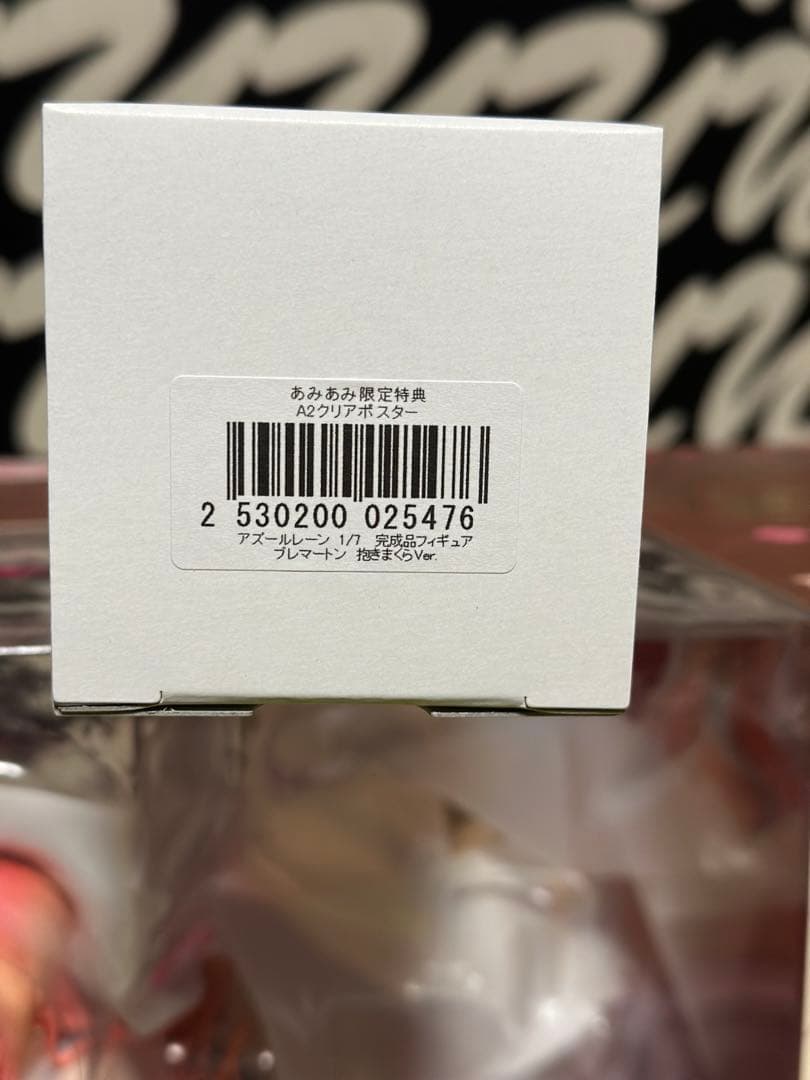 あみあみ限定特典
A2クリアポスター
2 530200 025476
アズールレーン 1/7 完成品フィギュア
ブレマートン 抱きまくらVer.